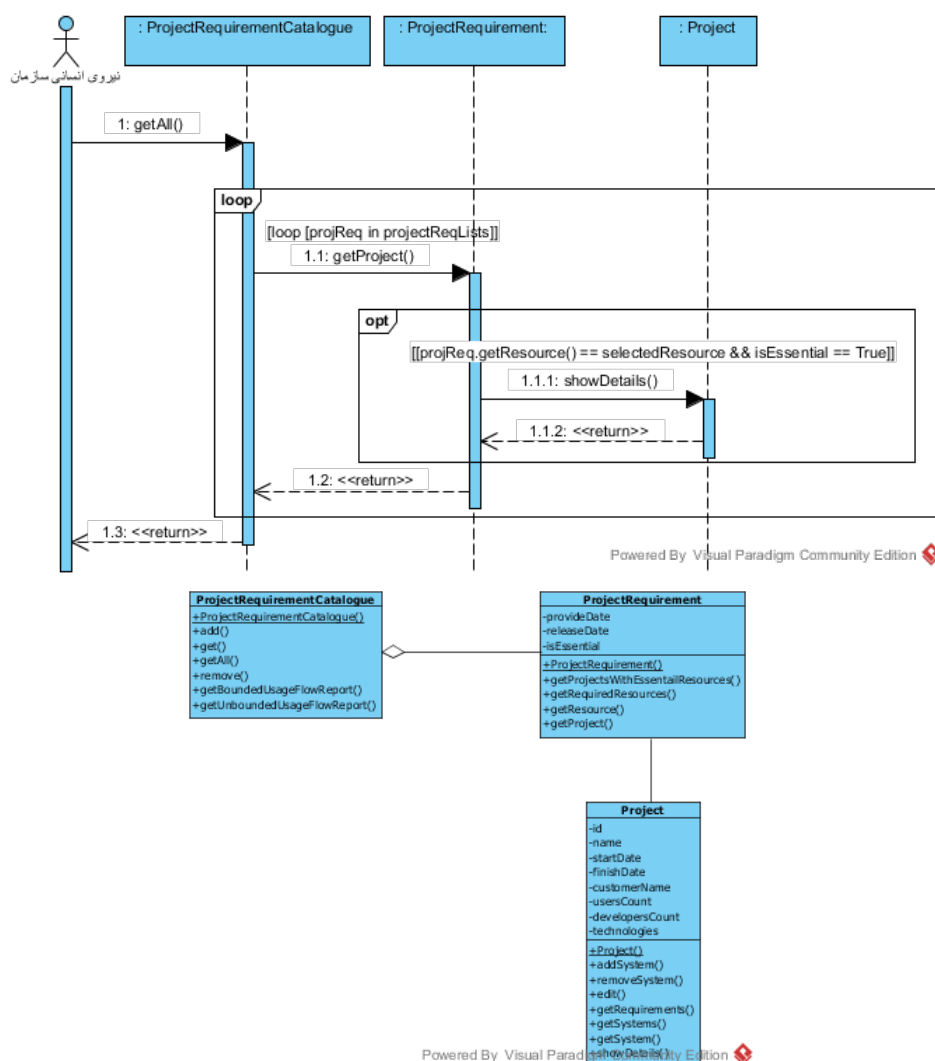 : ProjectRequirementCatalogue
: ProjectRequirement:
: Project
نیروی انسانی سازمان
1: getAll()
loop
[loop [projReq in projectReqLists]]
1.1: getProject()
opt
[[projReq.getResource() == selectedResource && isEssential == True]]
1.1.1: showDetails()
1.1.2: <<return>>
1.2: <<return>>
1.3: <<return>>
Powered By Visual Paradigm Community Edition
ProjectRequirementCatalogue
+ProjectRequirementCatalogue()
+add()
+get()
+getAll()
+remove()
+getBoundedUsageFlowReport()
+getUnboundedUsageFlowReport()
ProjectRequirement
-provideDate
-releaseDate
-isEssential
+ProjectRequirement()
+getProjectsWithEssentailResources()
+getRequiredResources()
+getResource()
+getProject()
Project
-id
-name
-startDate
-finishDate
-customerName
-usersCount
-developersCount
-technologies
+Project()
+addSystem()
+removeSystem()
+edit()
+getRequirements()
+getSystems()
+getSystem()
+showDetails()
Powered By Visual Paradigm Community Edition